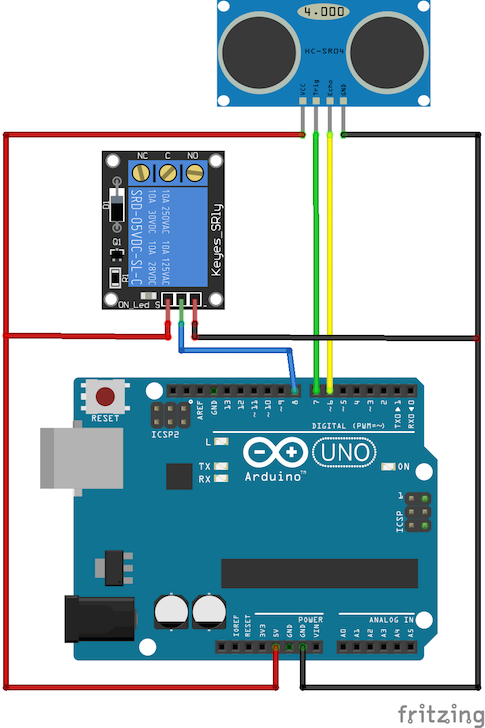 4.000
HC-SR04
VCC
Trig
Echo
GND
NC C NO
SRD-05VDC-SL-C
10A 30VDC 10A 28VDC
10A 250VAC 10A 125VAC
Keyes_SRly
D1
Q1
R1
ON_Led S -
RESET
ICSP2
AREF
GND
13
12
~11
~10
~9
8
7
~6
~5
4
~3
2
TX0▶1
RX0◀0
DIGITAL (PWM=~)
L
TX
RX
Arduino™
UNO
ON
1
ICSP
POWER
ANALOG IN
IOREF
RESET
3V3
5V
GND
GND
VIN
A0
A1
A2
A3
A4
A5
fritzing